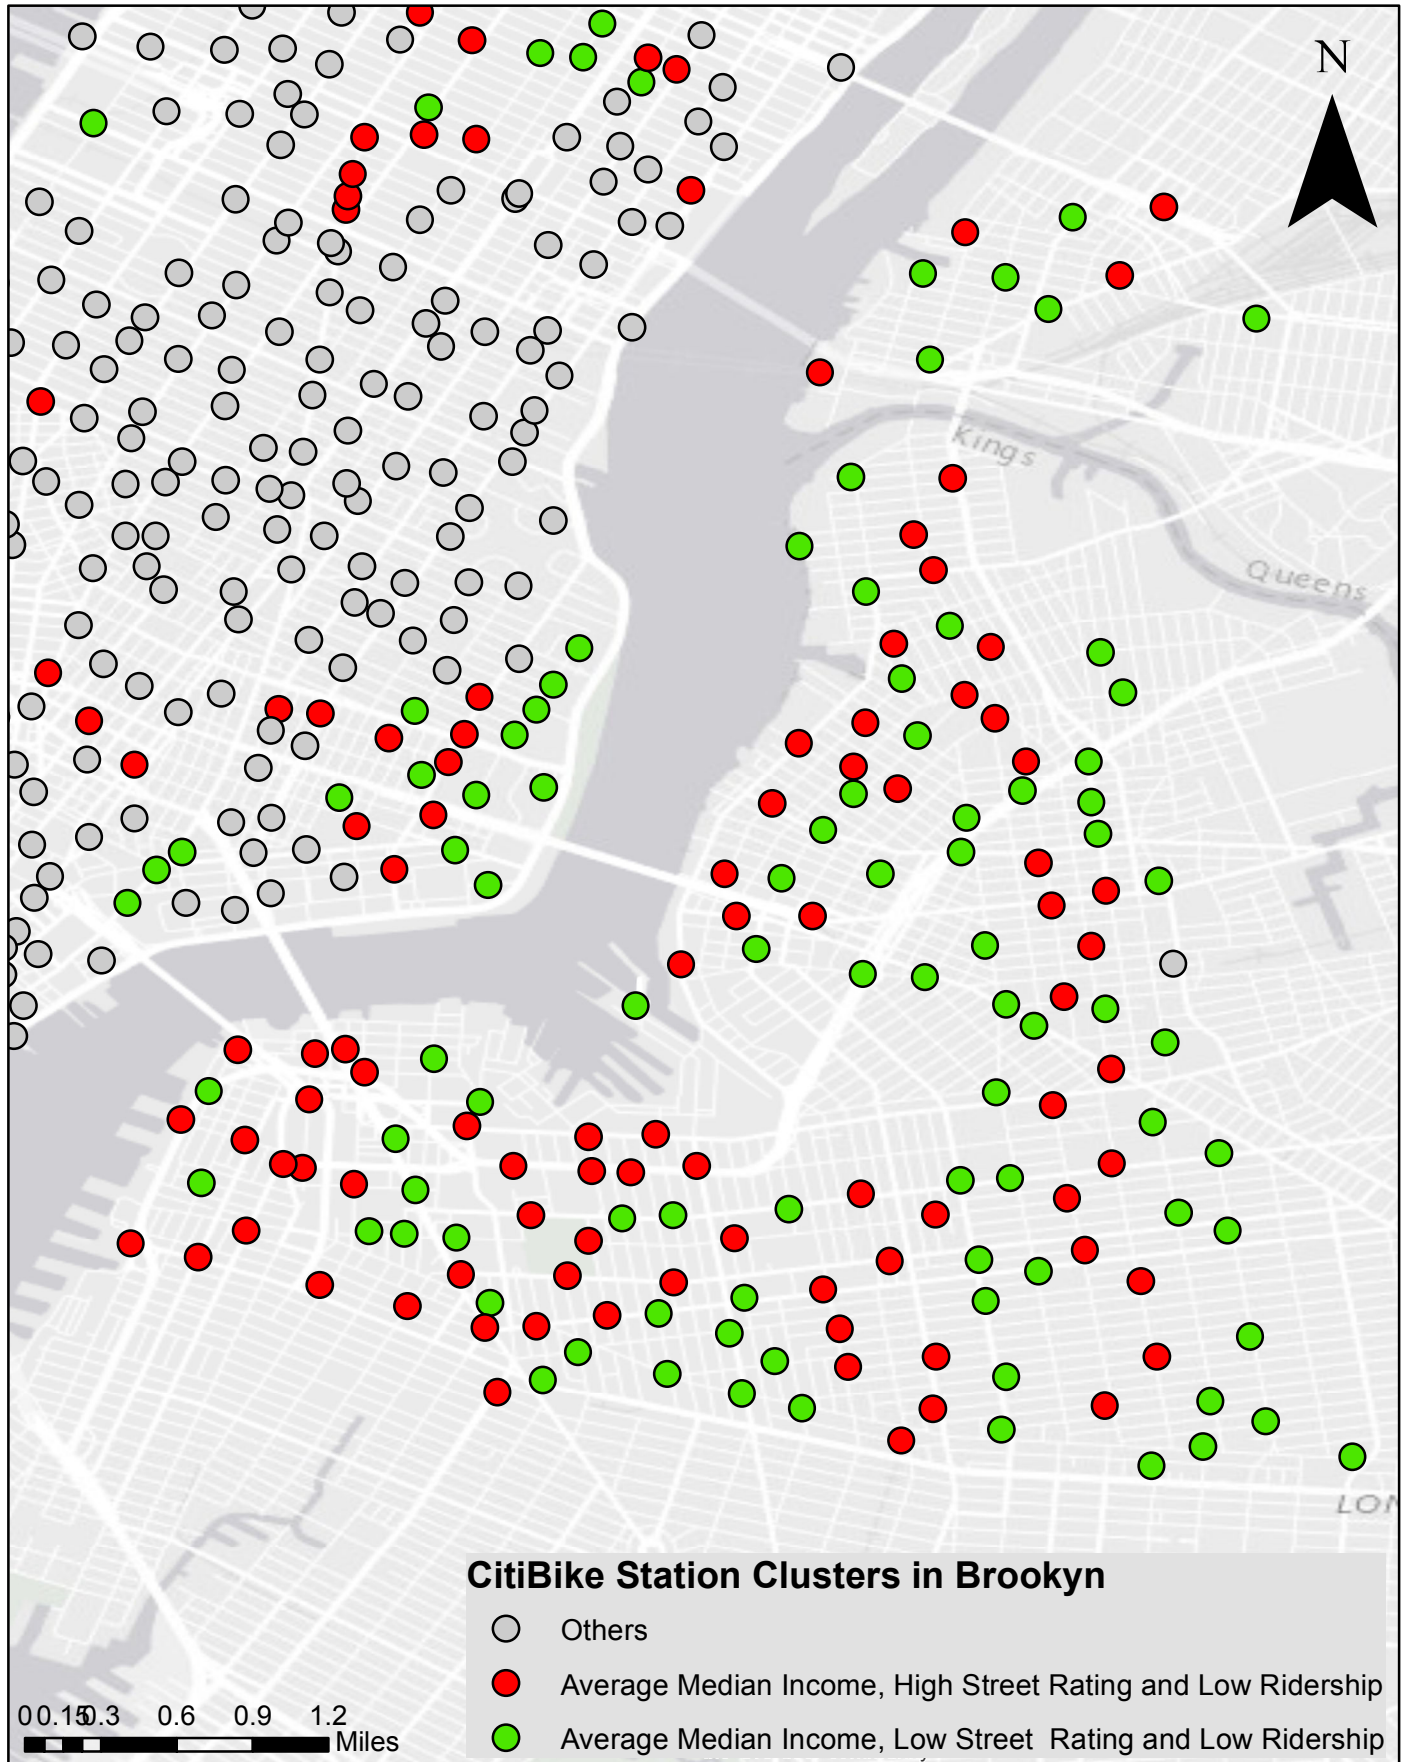 N
Kings
Queens
LON
CitiBike Station Clusters in Brookyn
Others
Average Median Income, High Street Rating and Low Ridership
Average Median Income, Low Street Rating and Low Ridership
0 0.15 0.3 0.6 0.9 1.2
Miles